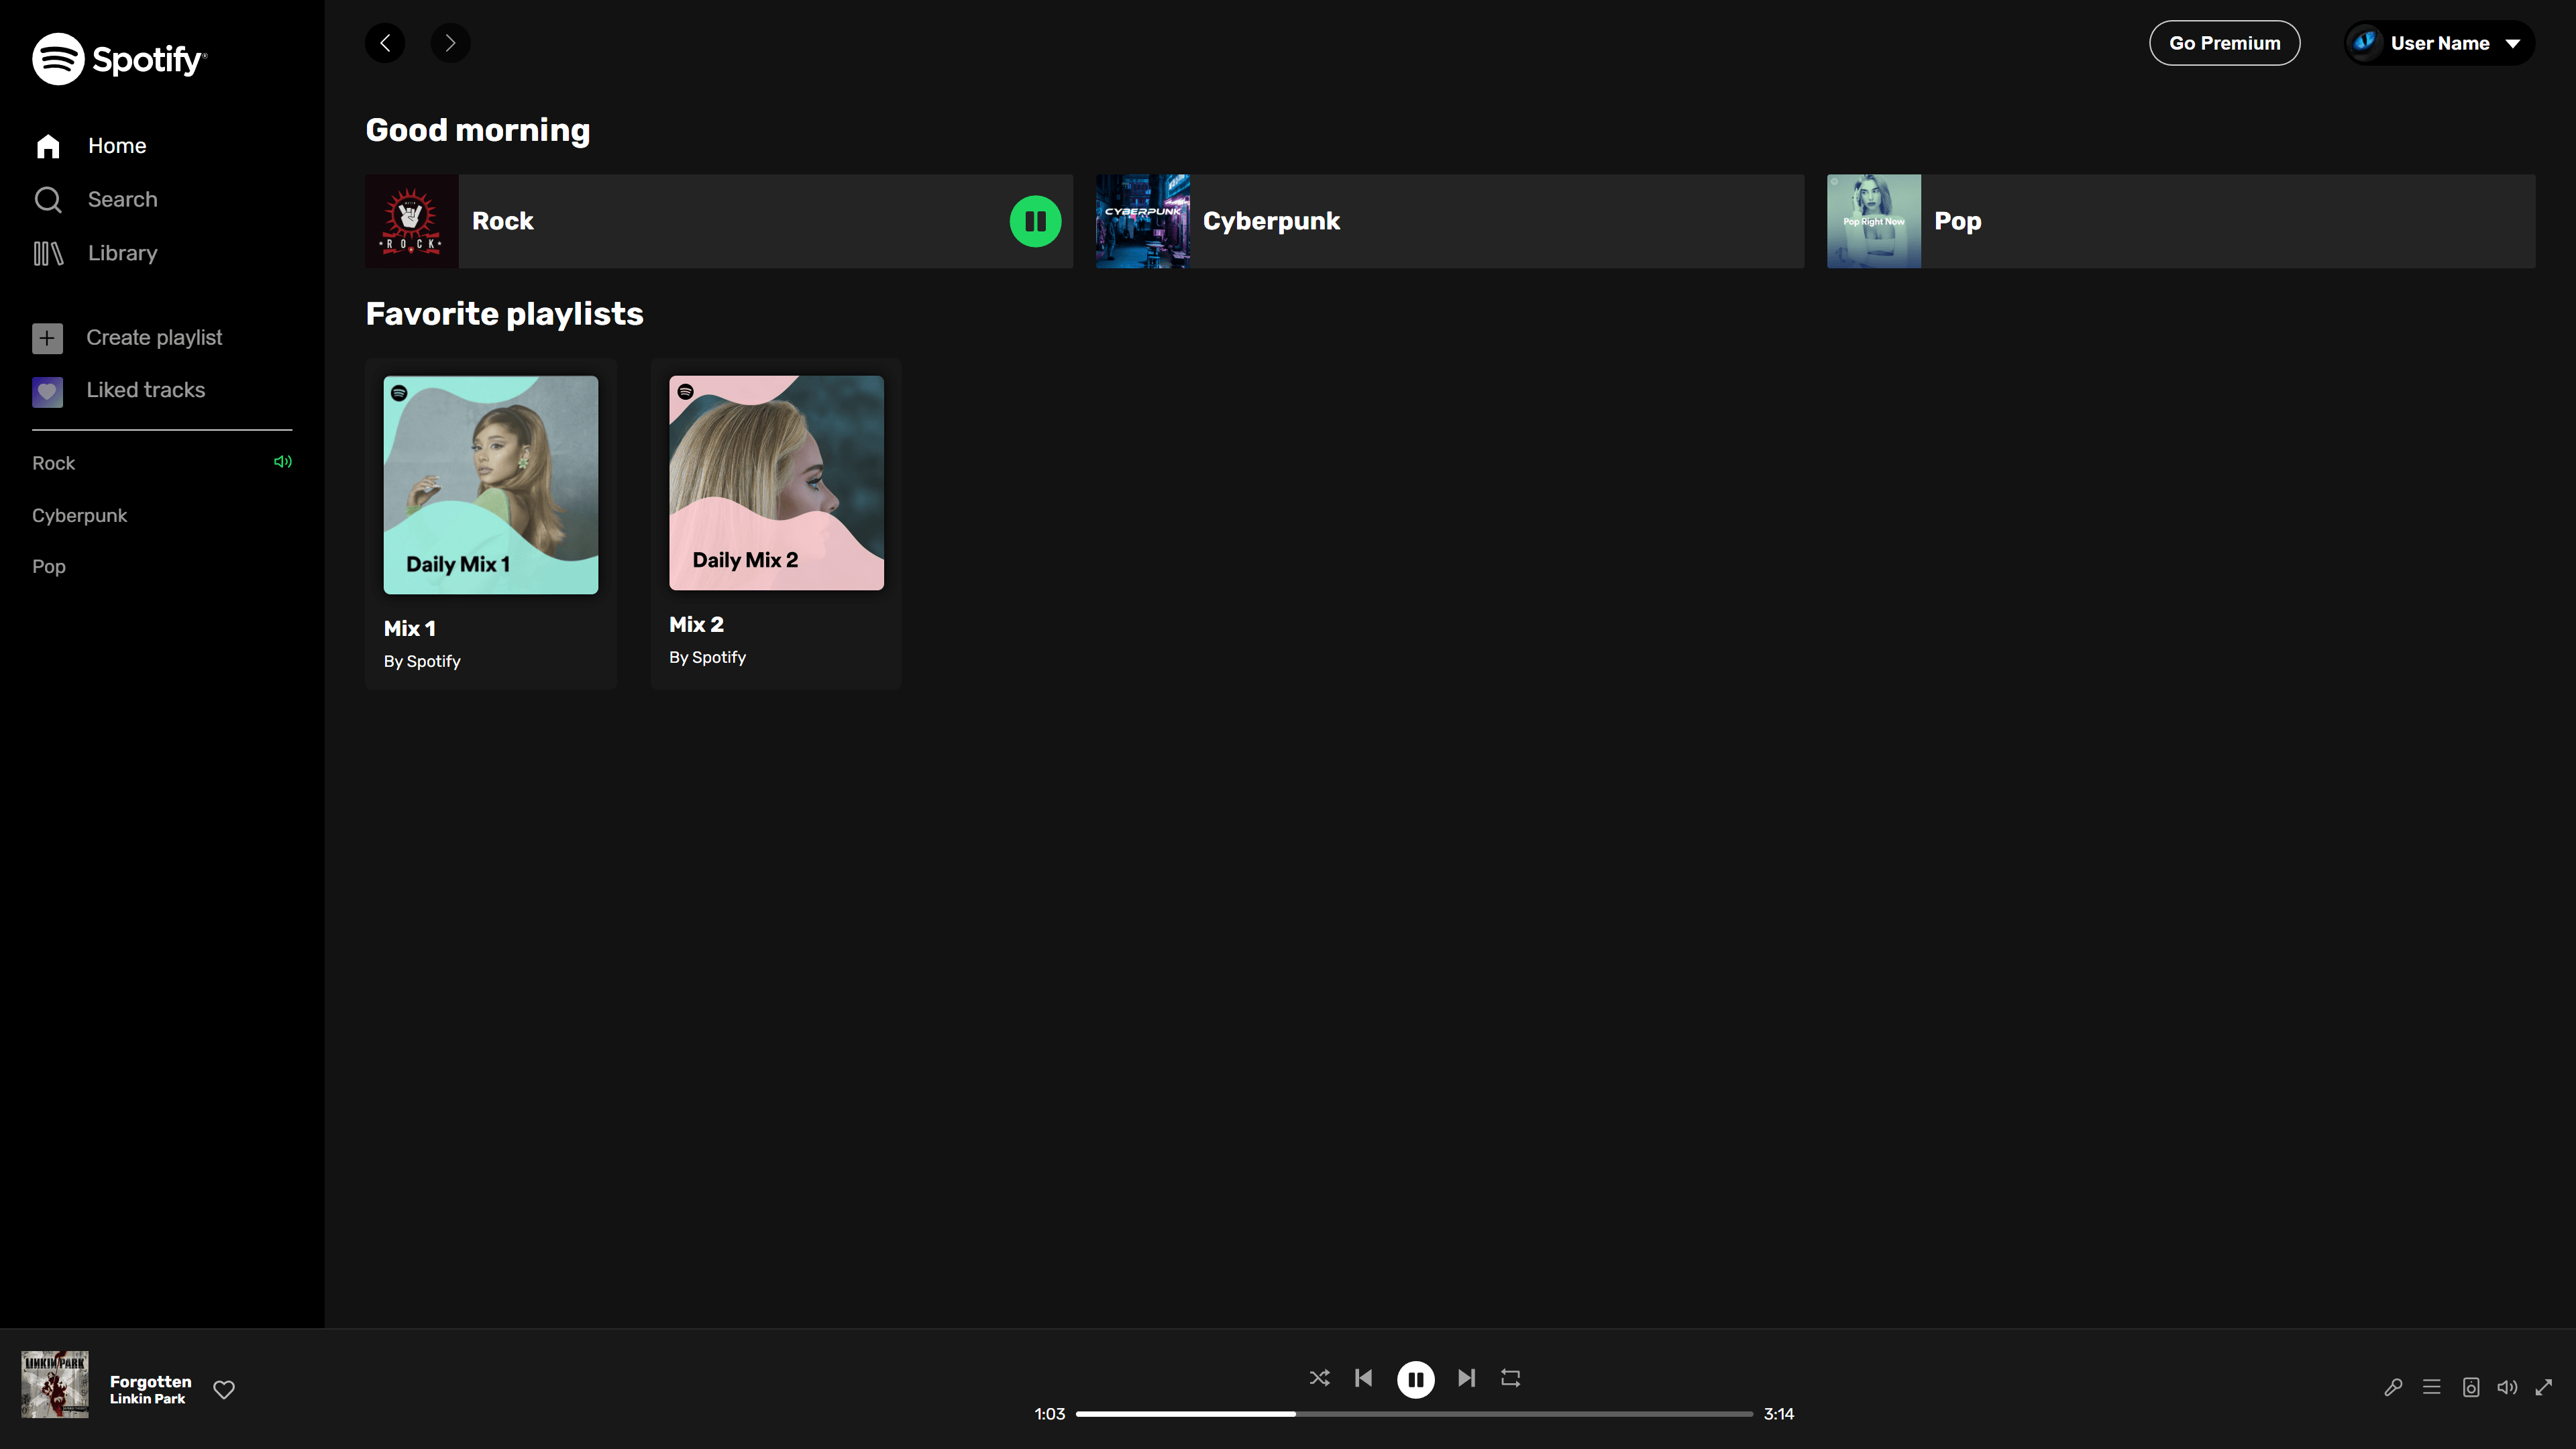 Spotify
Home
Search
Library
Create playlist
Liked tracks
Rock
Cyberpunk
Pop
Go Premium
User Name
Good morning
ROCK
Rock
CYBERPUNK
Cyberpunk
Pop Right Now
Pop
Favorite playlists
Daily Mix 1
Mix 1
By Spotify
Daily Mix 2
Mix 2
By Spotify
LINKIN PARK
Forgotten
Linkin Park
1:03
3:14